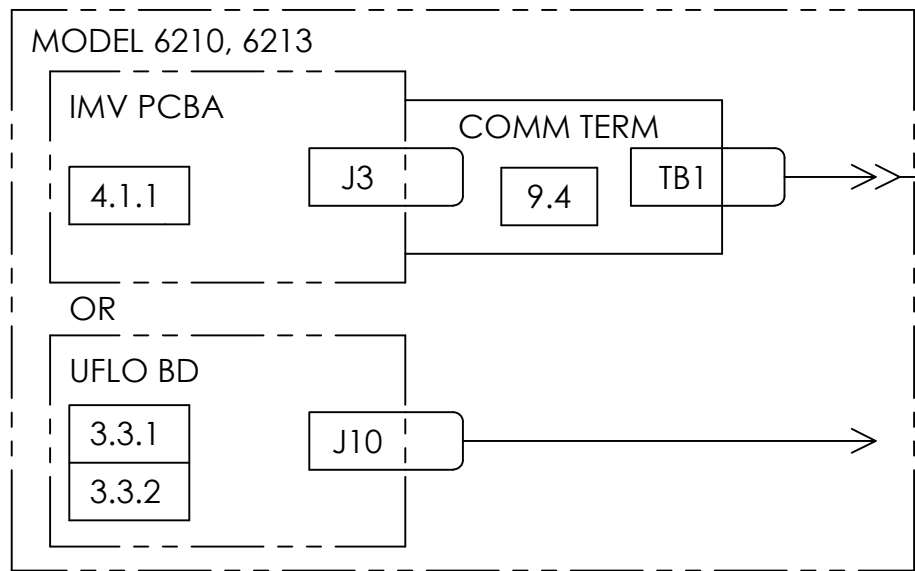 MODEL 6210, 6213
IMV PCBA
COMM TERM
4.1.1
J3
9.4
TB1
OR
UFLO BD
3.3.1
J10
3.3.2